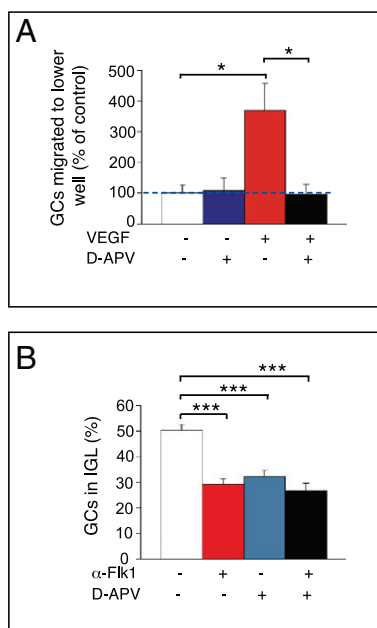 A
*
*
GCs migrated to lower
well (% of control)
500
400
300
200
100
0
VEGF - - + +
D-APV - + - +
B
***
***
***
GCs in IGL (%)
60
50
40
30
20
10
0
α-Flk1 - + - +
D-APV - - + +